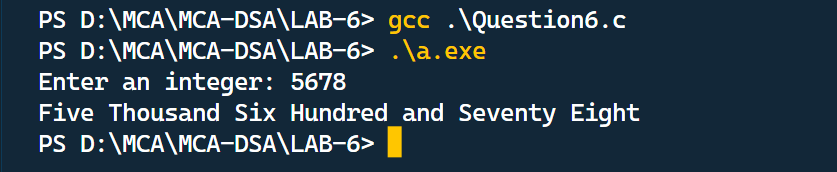 PS D:\MCA\MCA-DSA\LAB-6> gcc .\Question6.c
PS D:\MCA\MCA-DSA\LAB-6> .\a.exe
Enter an integer: 5678
Five Thousand Six Hundred and Seventy Eight
PS D:\MCA\MCA-DSA\LAB-6>